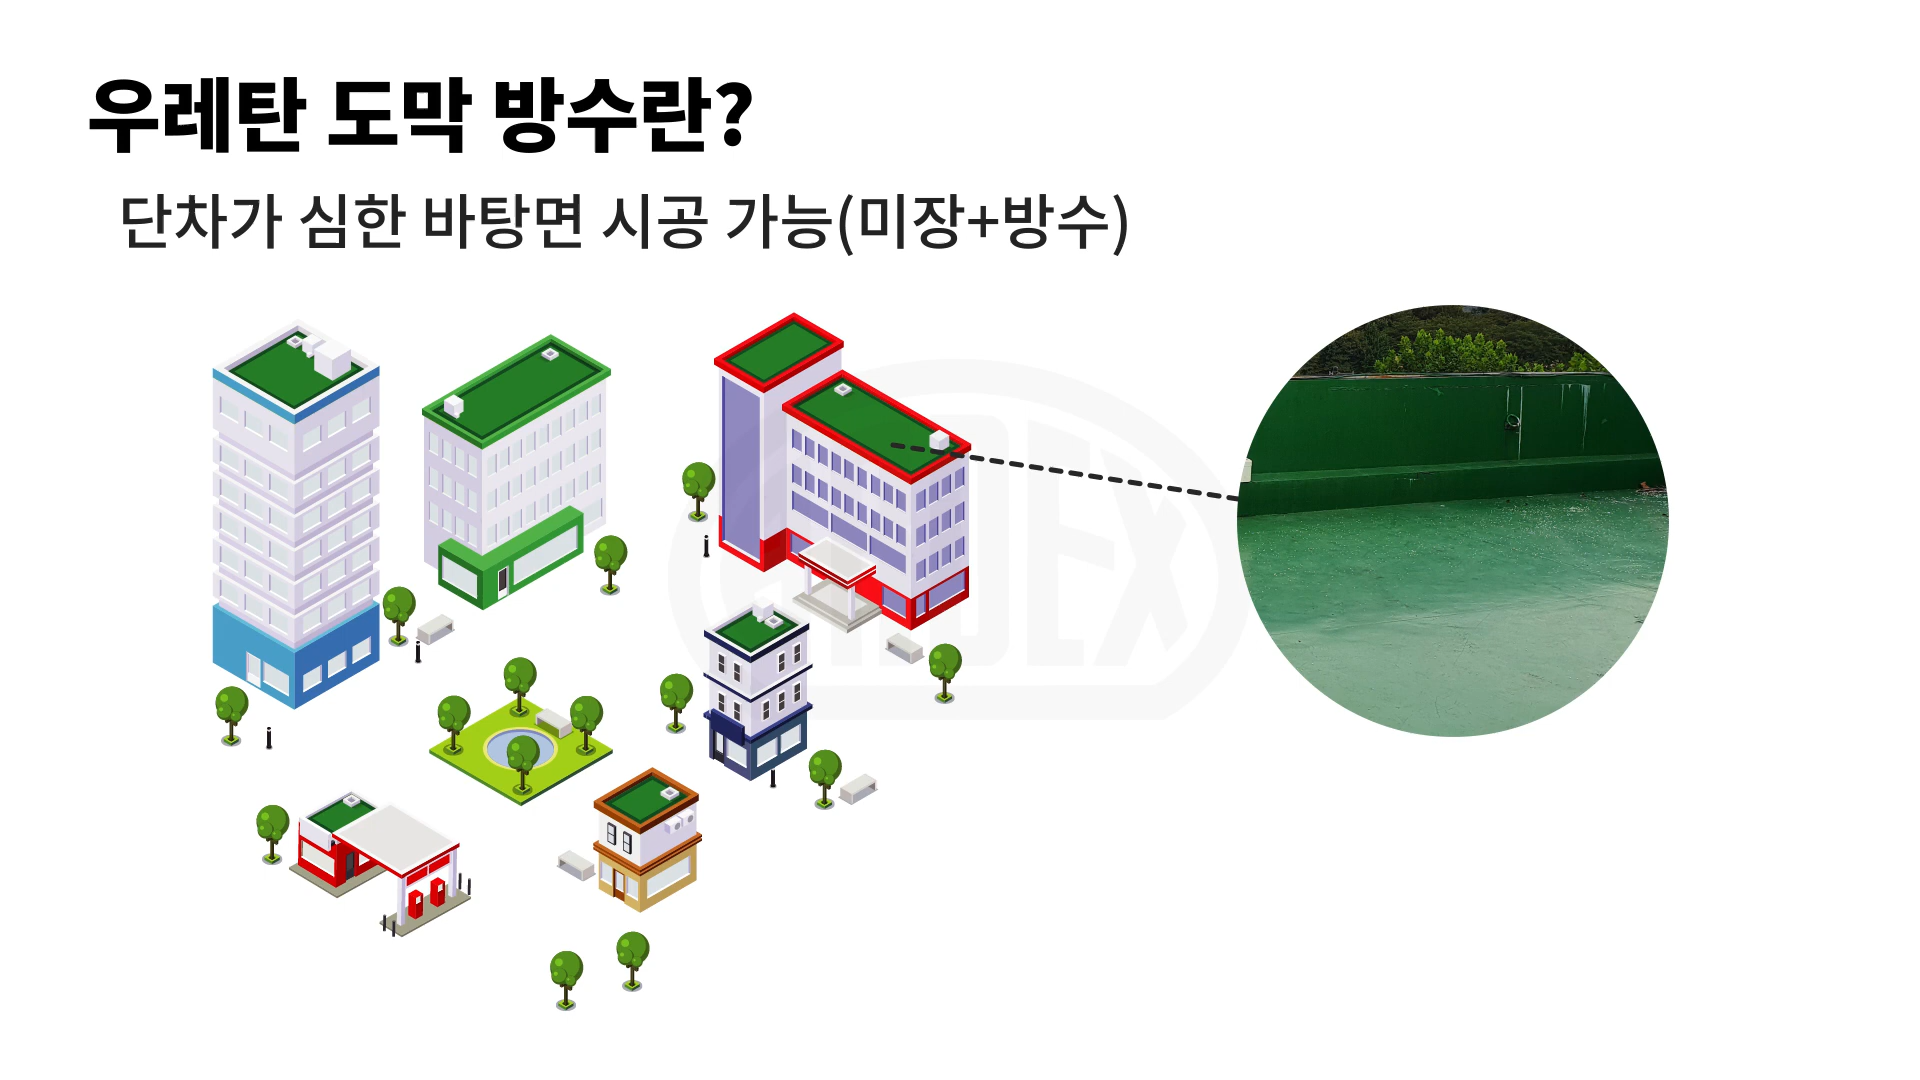 우레탄 도막 방수란?
단차가 심한 바탕면 시공 가능(미장+방수)